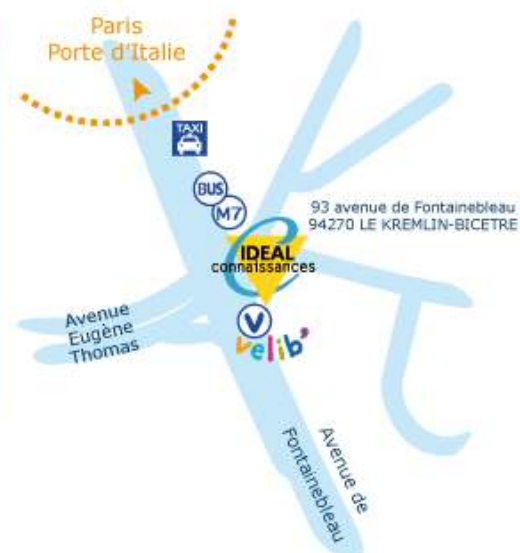 Paris
Porte d'Italie
TAXI
BUS
M7
93 avenue de Fontainebleau
94270 LE KREMLIN-BICETRE
IDEAL
connaissances
Avenue
Eugène
Thomas
V
velib'
Avenue de
Fontainebleau